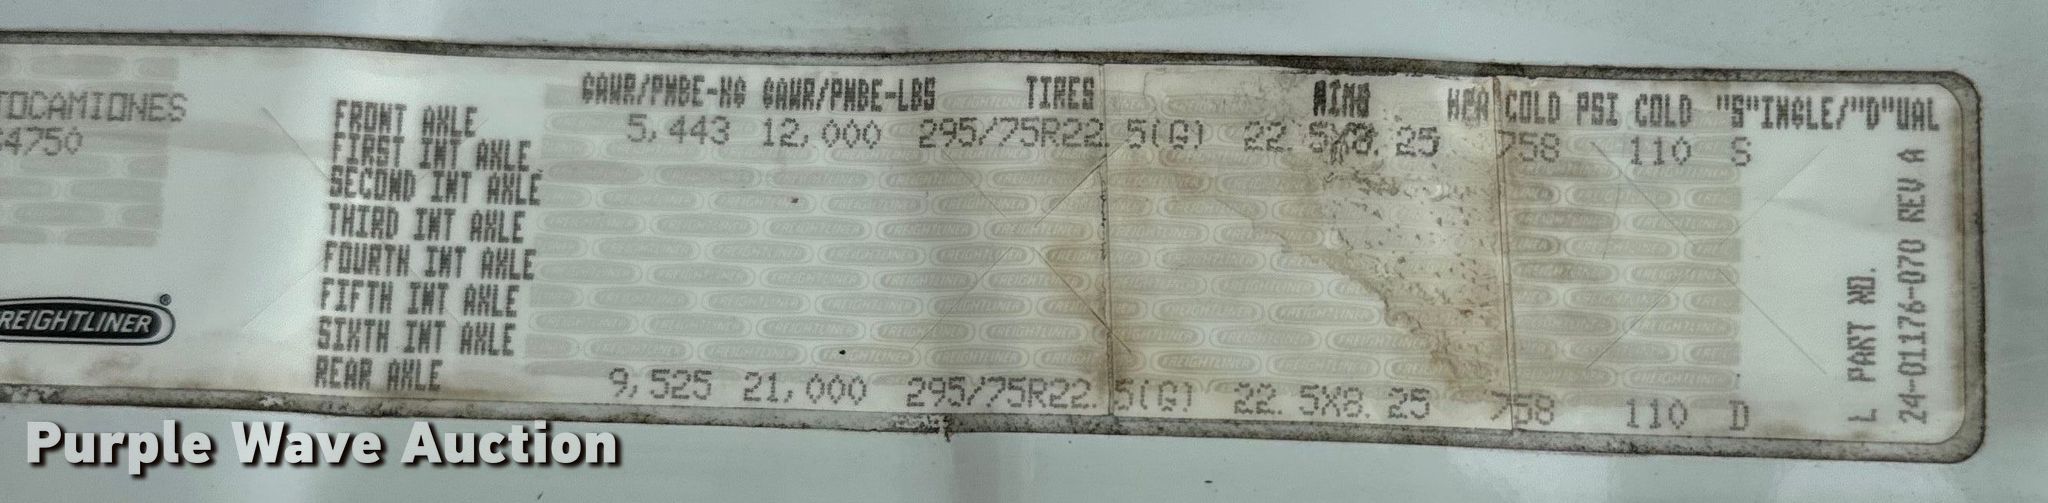 TOCAMIONES
64750
FREIGHTLINER®
GAWR/PNBE-KG GAWR/PNBE-LBS TIRES RIMS KPA COLD PSI COLD "S"INGLE/"D"UAL
FRONT AXLE 5,443 12,000 295/75R22.5(G) 22.5X8.25 758 110 S
FIRST INT AXLE
SECOND INT AXLE
THIRD INT AXLE
FOURTH INT AXLE
FIFTH INT AXLE
SIXTH INT AXLE
REAR AXLE 9,525 21,000 295/75R22.5(G) 22.5X8.25 758 110 D
L PART NO.
24-01176-070 REV A
Purple Wave Auction